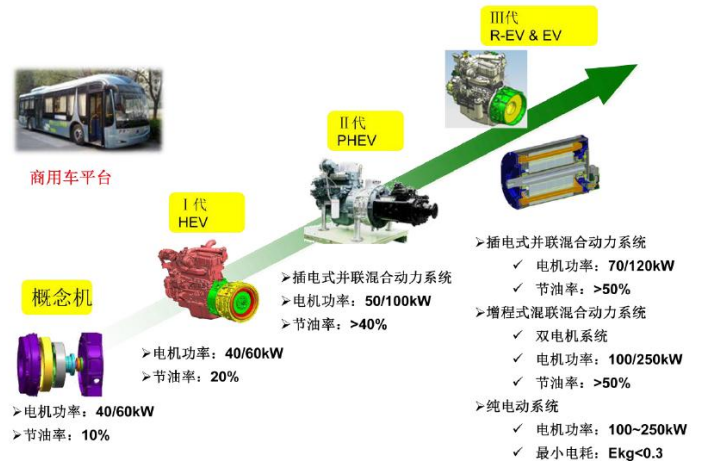 Ⅲ代
R-EV & EV
Ⅱ代
PHEV
商用车平台
Ⅰ代
HEV
概念机
➢电机功率：40/60kW
➢节油率：10%
➢电机功率：40/60kW
➢节油率：20%
➢插电式并联混合动力系统
➢电机功率：50/100kW
➢节油率：>40%
➢插电式并联混合动力系统
✓ 电机功率：70/120kW
✓ 节油率：>50%
➢增程式混联混合动力系统
✓ 双电机系统
✓ 电机功率：100/250kW
✓ 节油率：>50%
➢纯电动系统
✓ 电机功率：100~250kW
✓ 最小电耗：Ekg<0.3